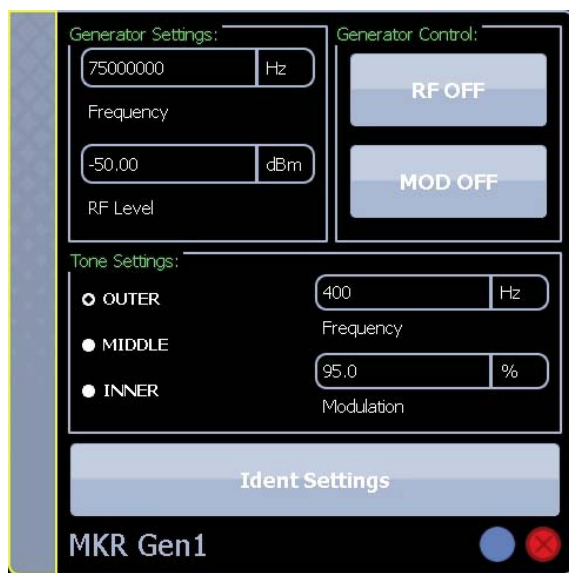 Generator Settings:
75000000 Hz
Frequency
-50.00 dBm
RF Level
Generator Control:
RF OFF
MOD OFF
Tone Settings:
OUTER
MIDDLE
INNER
400 Hz
Frequency
95.0 %
Modulation
Ident Settings
MKR Gen1